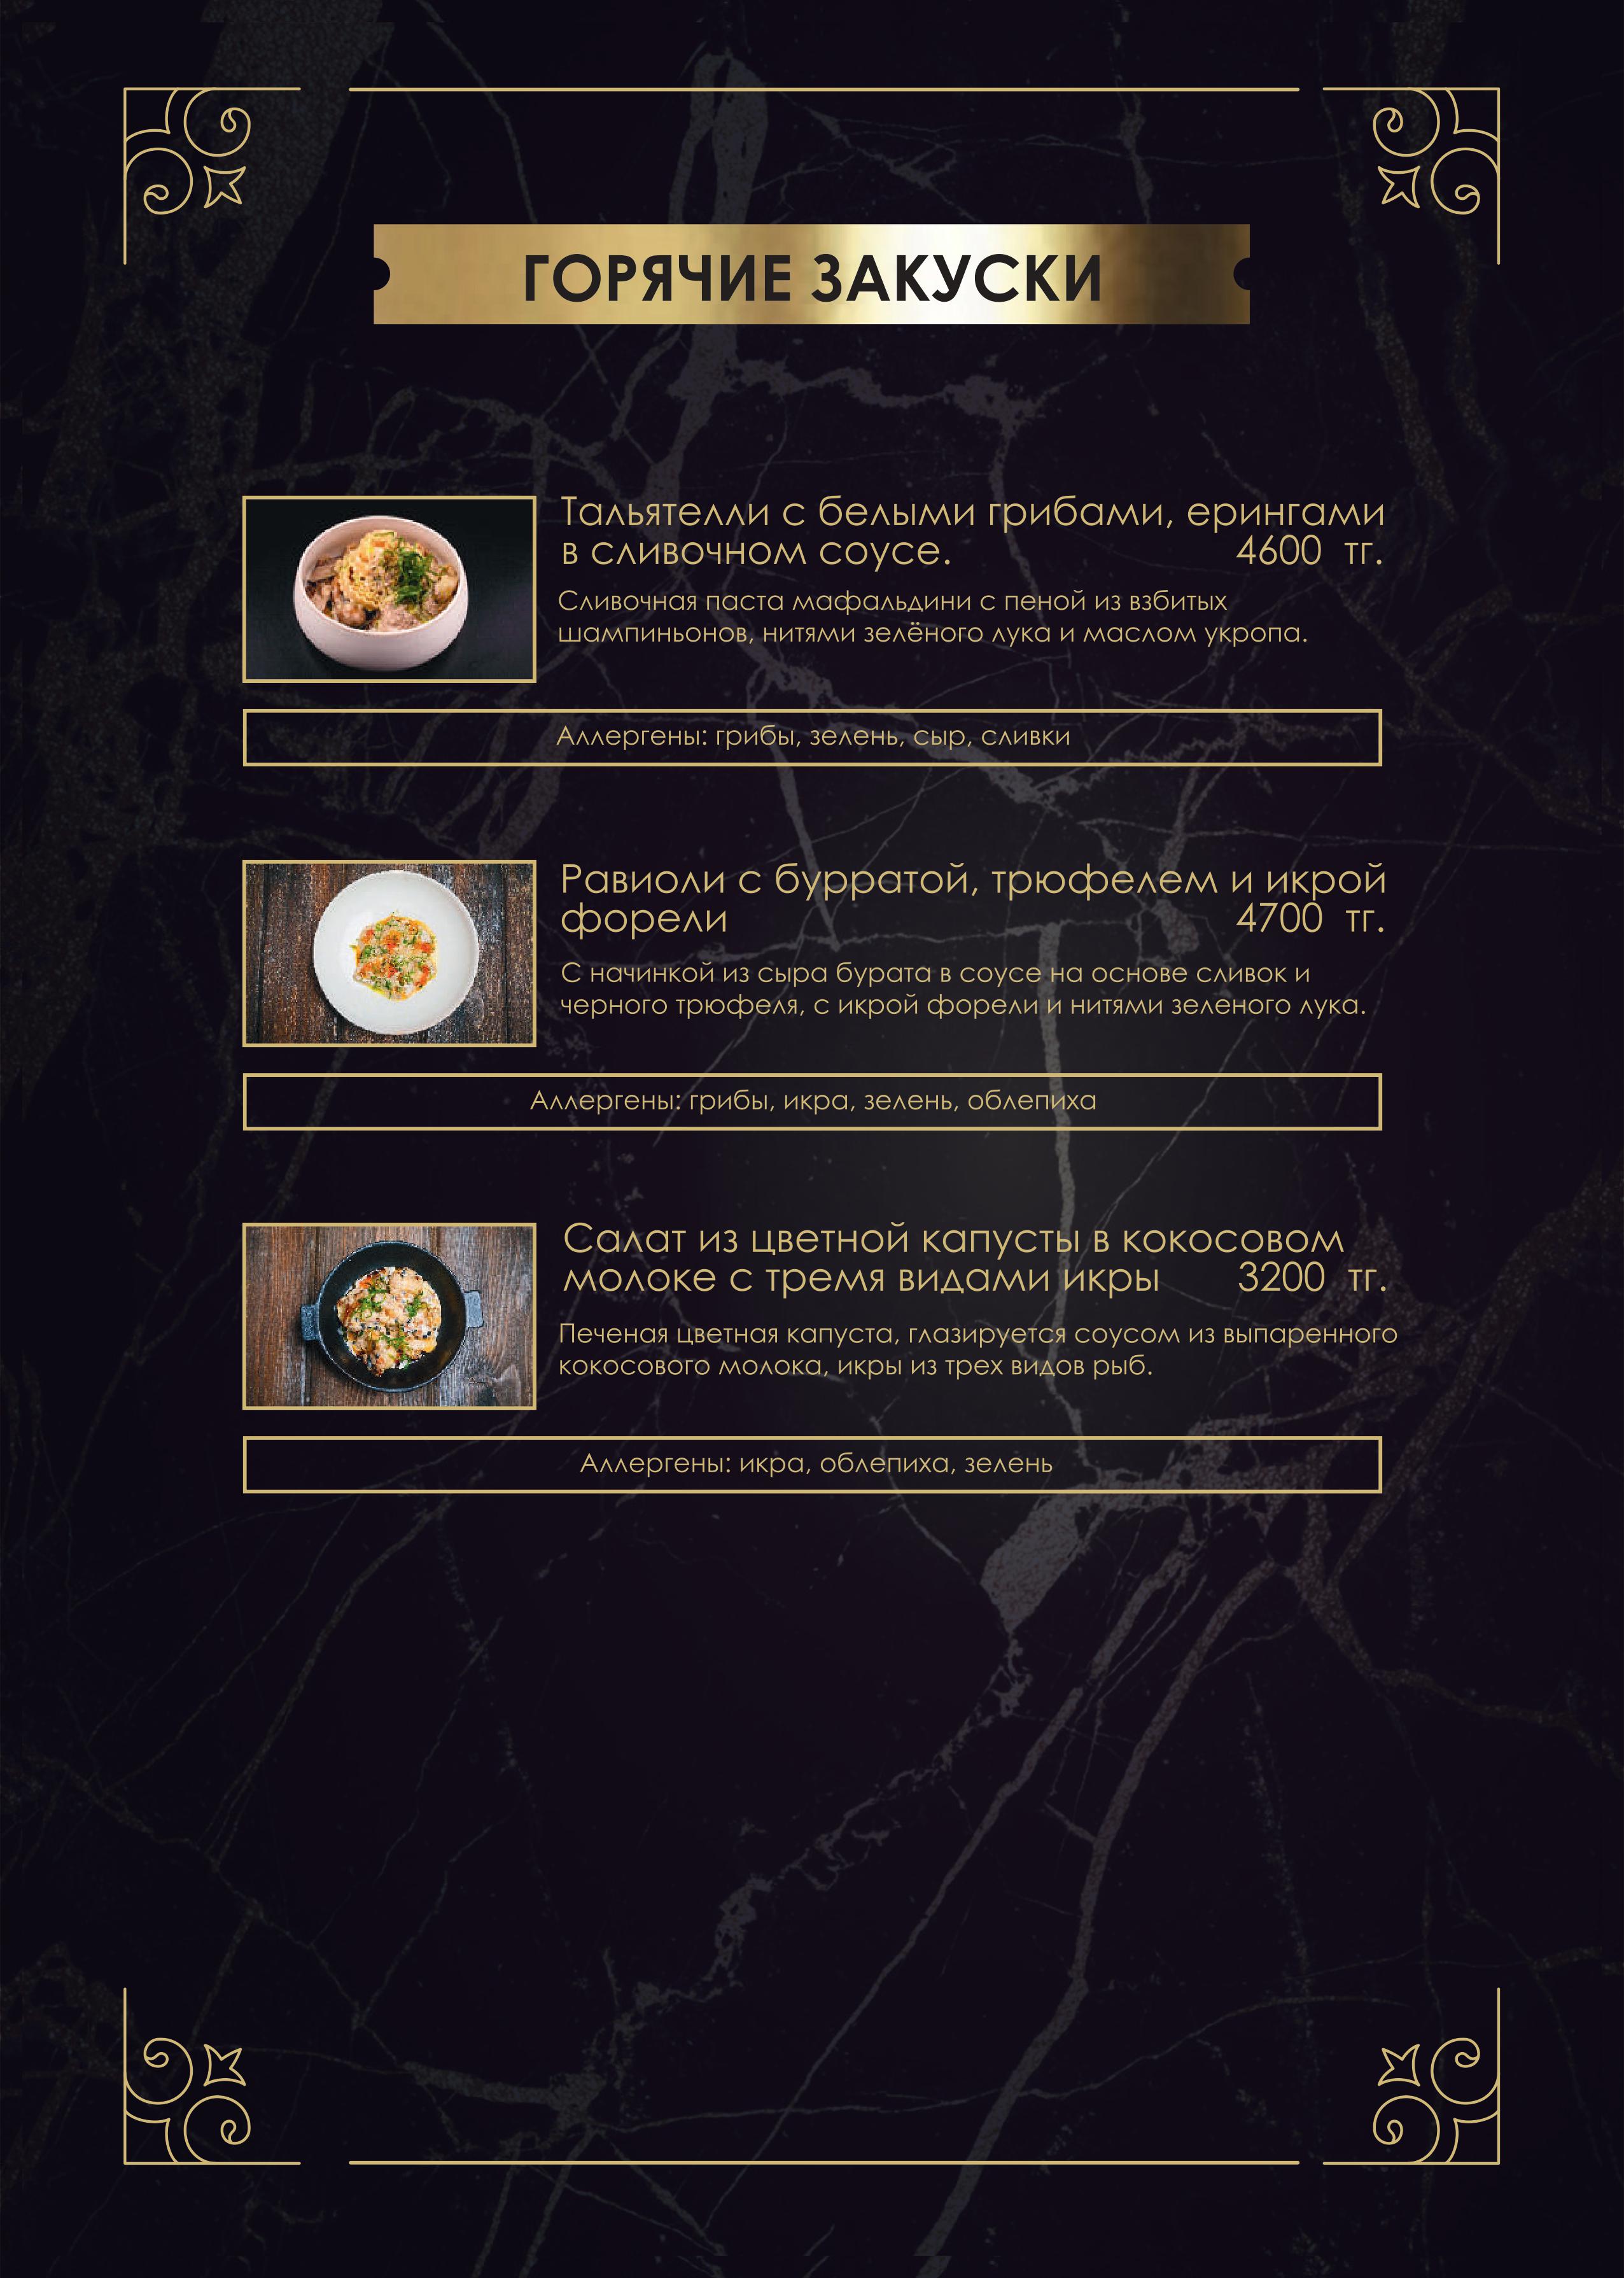 ГОРЯЧИЕ ЗАКУСКИ
Тальятелли с белыми грибами, ерингами
в сливочном соусе. 4600 тг.
Сливочная паста мафальдини с пеной из взбитых
шампиньонов, нитями зелёного лука и маслом укропа.
Аллергены: грибы, зелень, сыр, сливки
Равиоли с бурратой, трюфелем и икрой
форели 4700 тг.
С начинкой из сыра бурата в соусе на основе сливок и
черного трюфеля, с икрой форели и нитями зеленого лука.
Аллергены: грибы, икра, зелень, облепиха
Салат из цветной капусты в кокосовом
молоке с тремя видами икры 3200 тг.
Печеная цветная капуста, глазируется соусом из выпаренного
кокосового молока, икры из трех видов рыб.
Аллергены: икра, облепиха, зелень